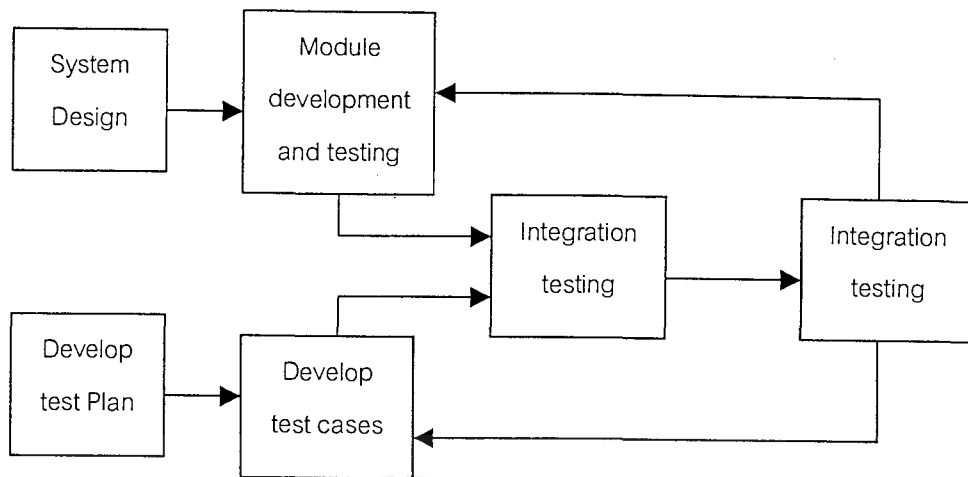 System
Design
Module
development
and testing
Integration
testing
Integration
testing
Develop
test Plan
Develop
test cases